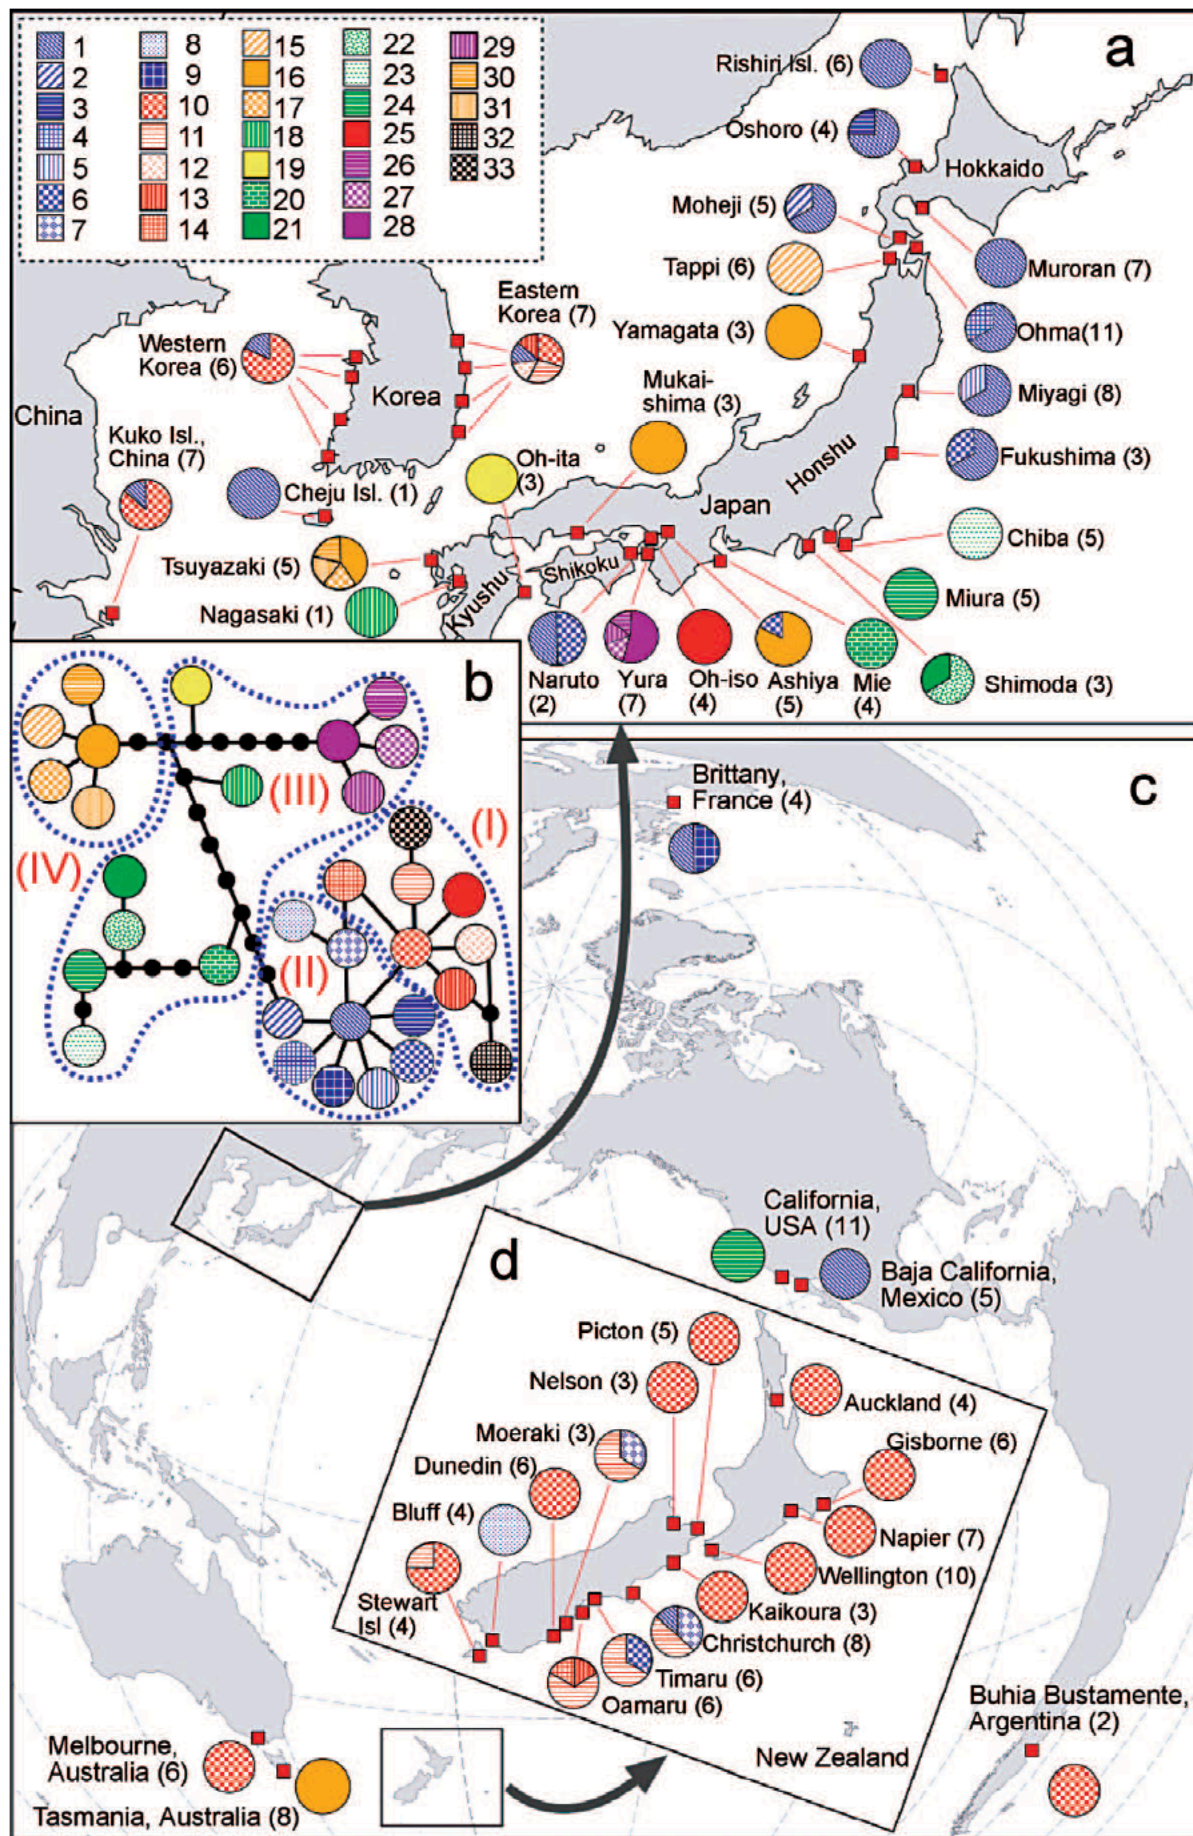 a
1 8 15 22 29
2 9 16 23 30
3 10 17 24 31
4 11 18 25 32
5 12 19 26 33
6 13 20 27
7 14 21 28
Rishiri Isl. (6)
Oshoro (4)
Hokkaido
Moheji (5)
Tappi (6)
Muroran (7)
Yamagata (3)
Ohma(11)
Eastern
Korea (7)
Western
Korea (6)
Korea
China
Mukai-
shima (3)
Miyagi (8)
Kuko Isl.,
China (7)
Honshu
Fukushima (3)
Oh-ita
(3)
Cheju Isl. (1)
Japan
Chiba (5)
Tsuyazaki (5)
Shikoku
Kyushu
Nagasaki (1)
Miura (5)
Naruto
(2)
Yura
(7)
Oh-iso
(4)
Ashiya
(5)
Mie
(4)
Shimoda (3)
b
(III)
(I)
(IV)
(II)
c
Brittany,
France (4)
California,
USA (11)
Baja California,
Mexico (5)
d
Picton (5)
Nelson (3)
Auckland (4)
Moeraki (3)
Gisborne (6)
Dunedin (6)
Bluff (4)
Napier (7)
Wellington (10)
Stewart
Isl (4)
Kaikoura (3)
Christchurch (8)
Timaru (6)
Oamaru (6)
New Zealand
Buhia Bustamente,
Argentina (2)
Melbourne,
Australia (6)
Tasmania, Australia (8)